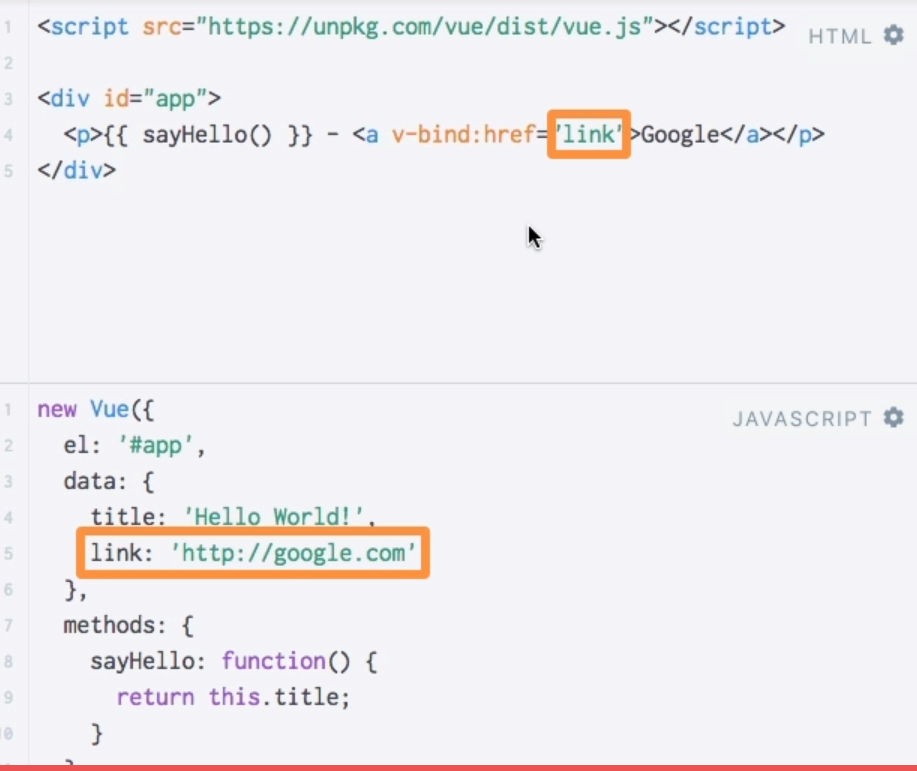 1 <script src="https://unpkg.com/vue/dist/vue.js"></script> HTML
2
3 <div id="app">
4 <p>{{ sayHello() }} - <a v-bind:href='link'>Google</a></p>
5 </div>
1 new Vue({
JAVASCRIPT
2 el: '#app',
3 data: {
4 title: 'Hello World!',
5 link: 'http://google.com'
6 },
7 methods: {
8 sayHello: function() {
9 return this.title;
10 }